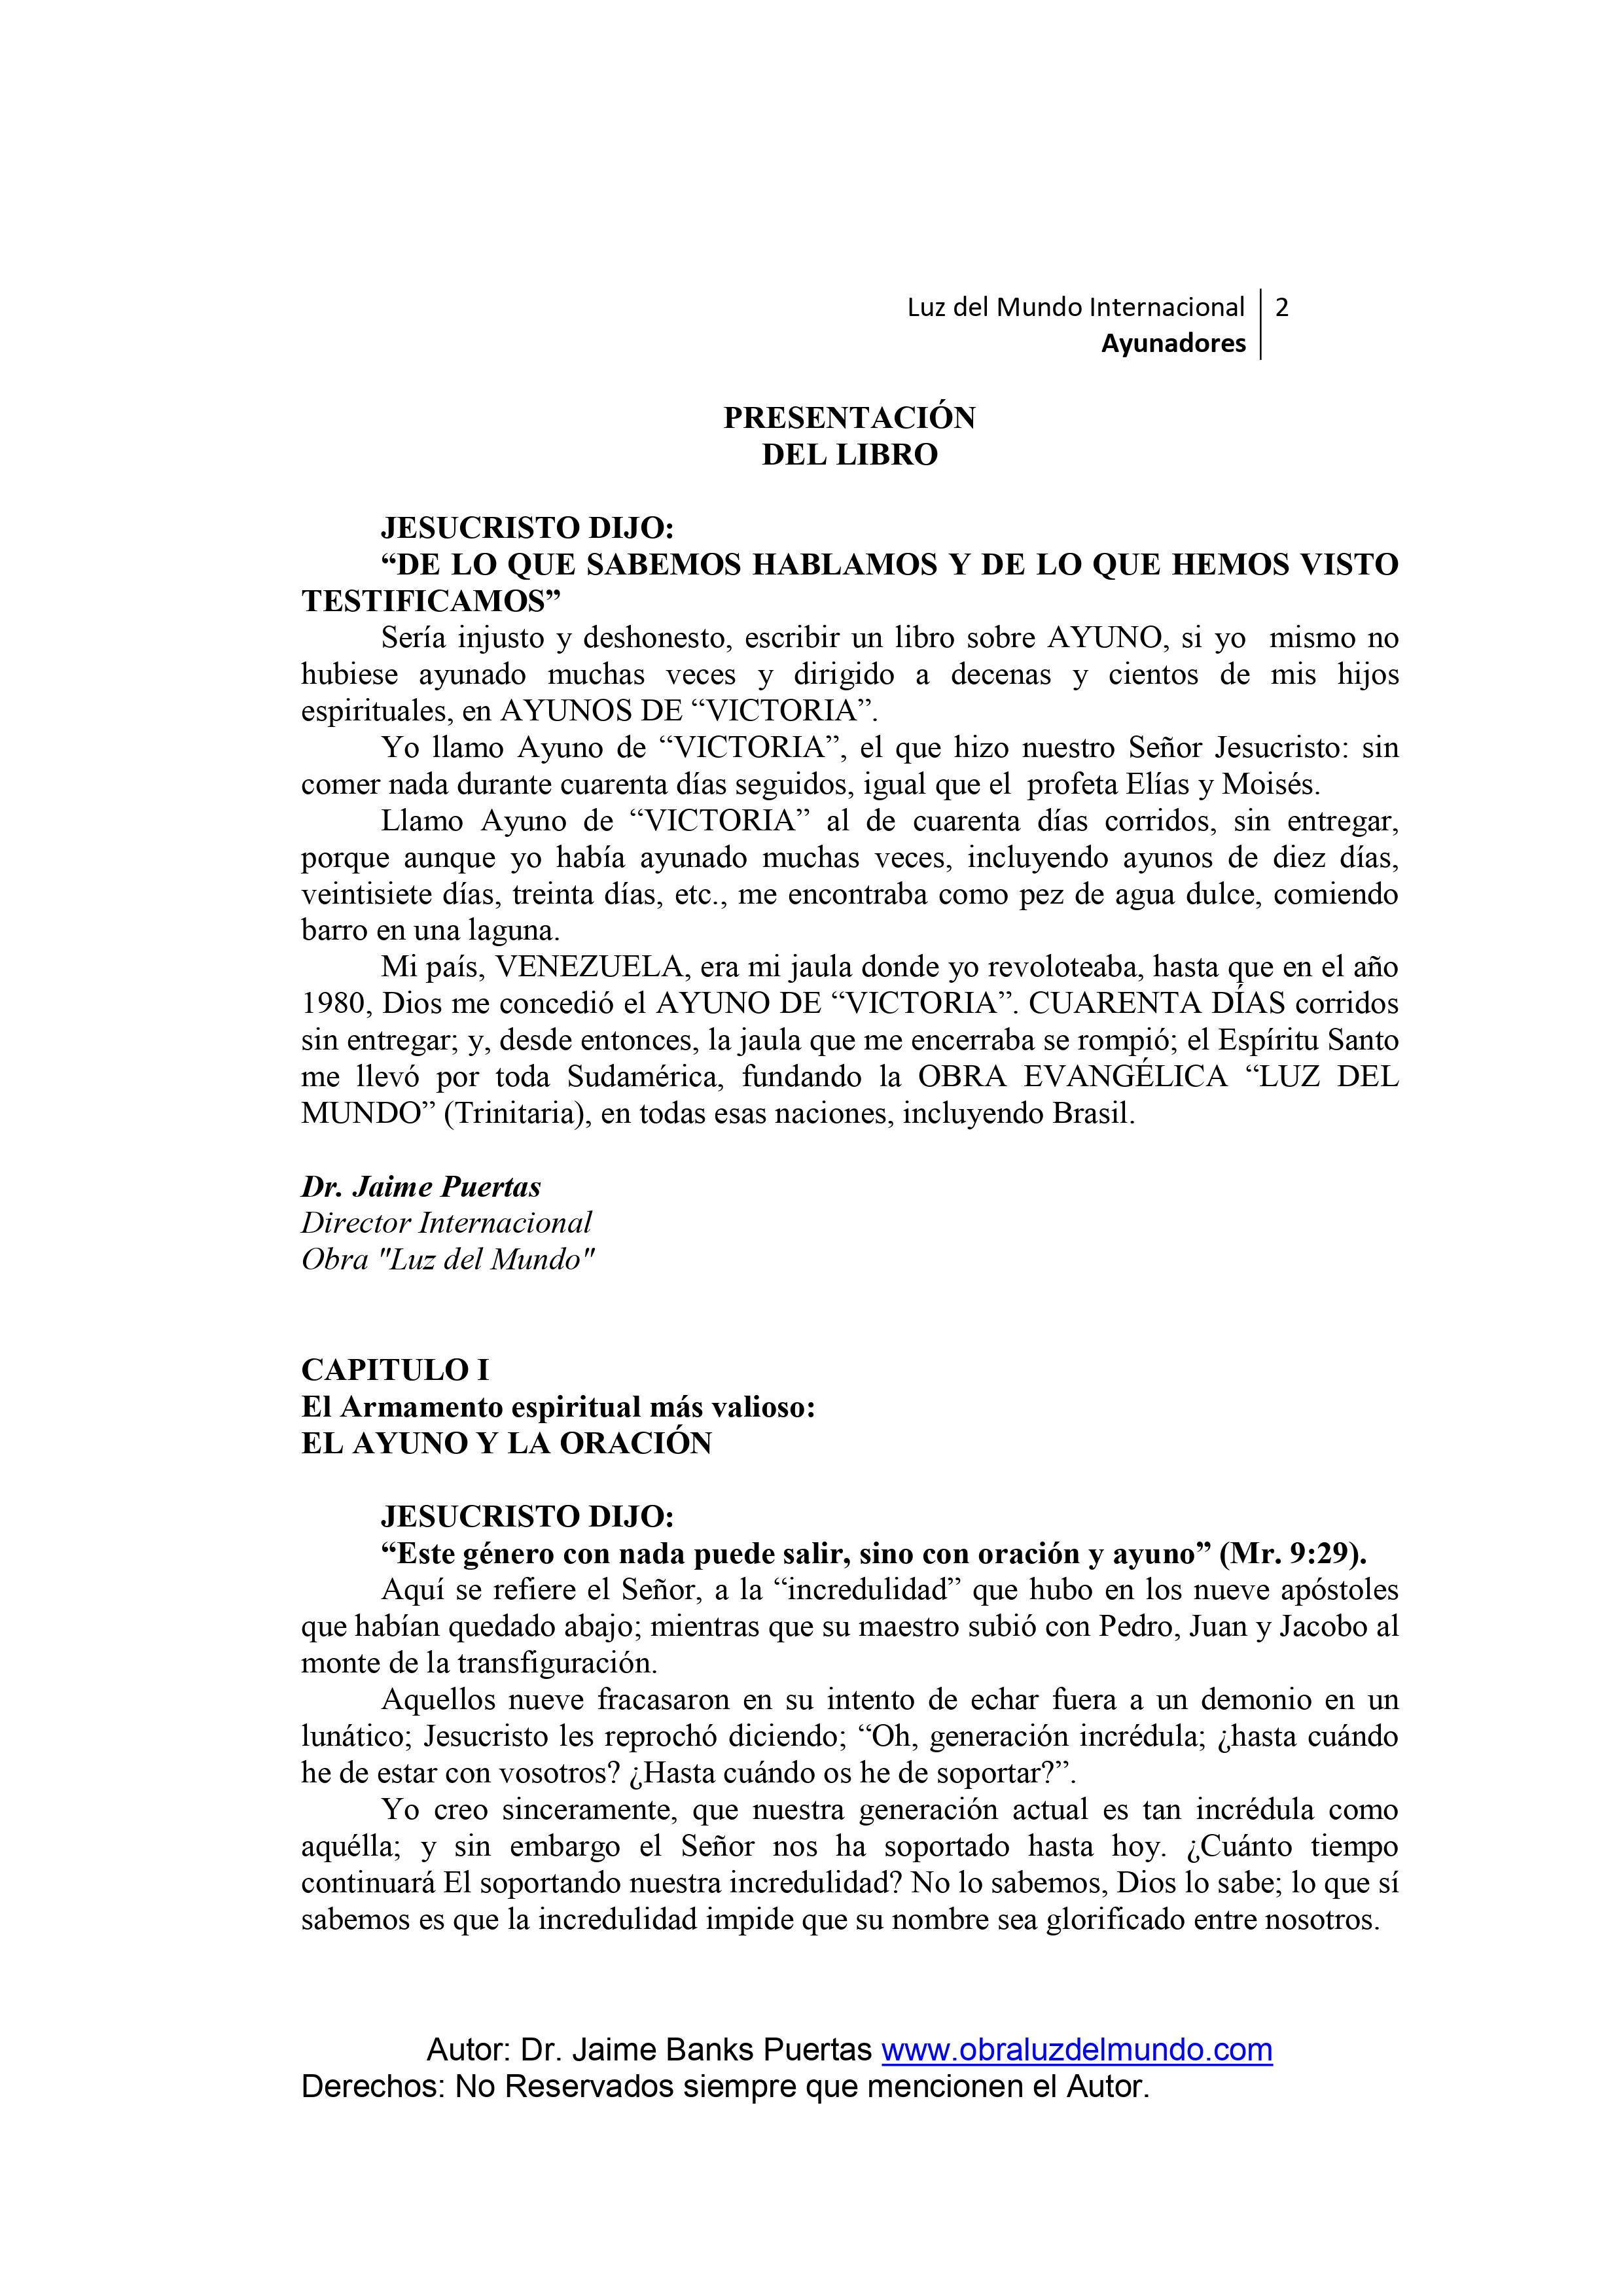 Luz del Mundo Internacional 2
Ayunadores
PRESENTACIÓN
DEL LIBRO
JESUCRISTO DIJO:
“DE LO QUE SABEMOS HABLAMOS Y DE LO QUE HEMOS VISTO
TESTIFICAMOS”
Sería injusto y deshonesto, escribir un libro sobre AYUNO, si yo mismo no
hubiese ayunado muchas veces y dirigido a decenas y cientos de mis hijos
espirituales, en AYUNOS DE “VICTORIA”.
Yo llamo Ayuno de “VICTORIA”, el que hizo nuestro Señor Jesucristo: sin
comer nada durante cuarenta días seguidos, igual que el profeta Elías y Moisés.
Llamo Ayuno de “VICTORIA” al de cuarenta días corridos, sin entregar,
porque aunque yo había ayunado muchas veces, incluyendo ayunos de diez días,
veintisiete días, treinta días, etc., me encontraba como pez de agua dulce, comiendo
barro en una laguna.
Mi país, VENEZUELA, era mi jaula donde yo revoloteaba, hasta que en el año
1980, Dios me concedió el AYUNO DE “VICTORIA”. CUARENTA DÍAS corridos
sin entregar; y, desde entonces, la jaula que me encerraba se rompió; el Espíritu Santo
me llevó por toda Sudamérica, fundando la OBRA EVANGÉLICA “LUZ DEL
MUNDO” (Trinitaria), en todas esas naciones, incluyendo Brasil.
Dr. Jaime Puertas
Director Internacional
Obra "Luz del Mundo"
CAPITULO I
El Armamento espiritual más valioso:
EL AYUNO Y LA ORACIÓN
JESUCRISTO DIJO:
“Este género con nada puede salir, sino con oración y ayuno” (Mr. 9:29).
Aquí se refiere el Señor, a la “incredulidad” que hubo en los nueve apóstoles
que habían quedado abajo; mientras que su maestro subió con Pedro, Juan y Jacobo al
monte de la transfiguración.
Aquellos nueve fracasaron en su intento de echar fuera a un demonio en un
lunático; Jesucristo les reprochó diciendo; “Oh, generación incrédula; ¿hasta cuándo
he de estar con vosotros? ¿Hasta cuándo os he de soportar?”.
Yo creo sinceramente, que nuestra generación actual es tan incrédula como
aquélla; y sin embargo el Señor nos ha soportado hasta hoy. ¿Cuánto tiempo
continuará El soportando nuestra incredulidad? No lo sabemos, Dios lo sabe; lo que sí
sabemos es que la incredulidad impide que su nombre sea glorificado entre nosotros.
Autor: Dr. Jaime Banks Puertas www.obraluzdelmundo.com
Derechos: No Reservados siempre que mencionen el Autor.